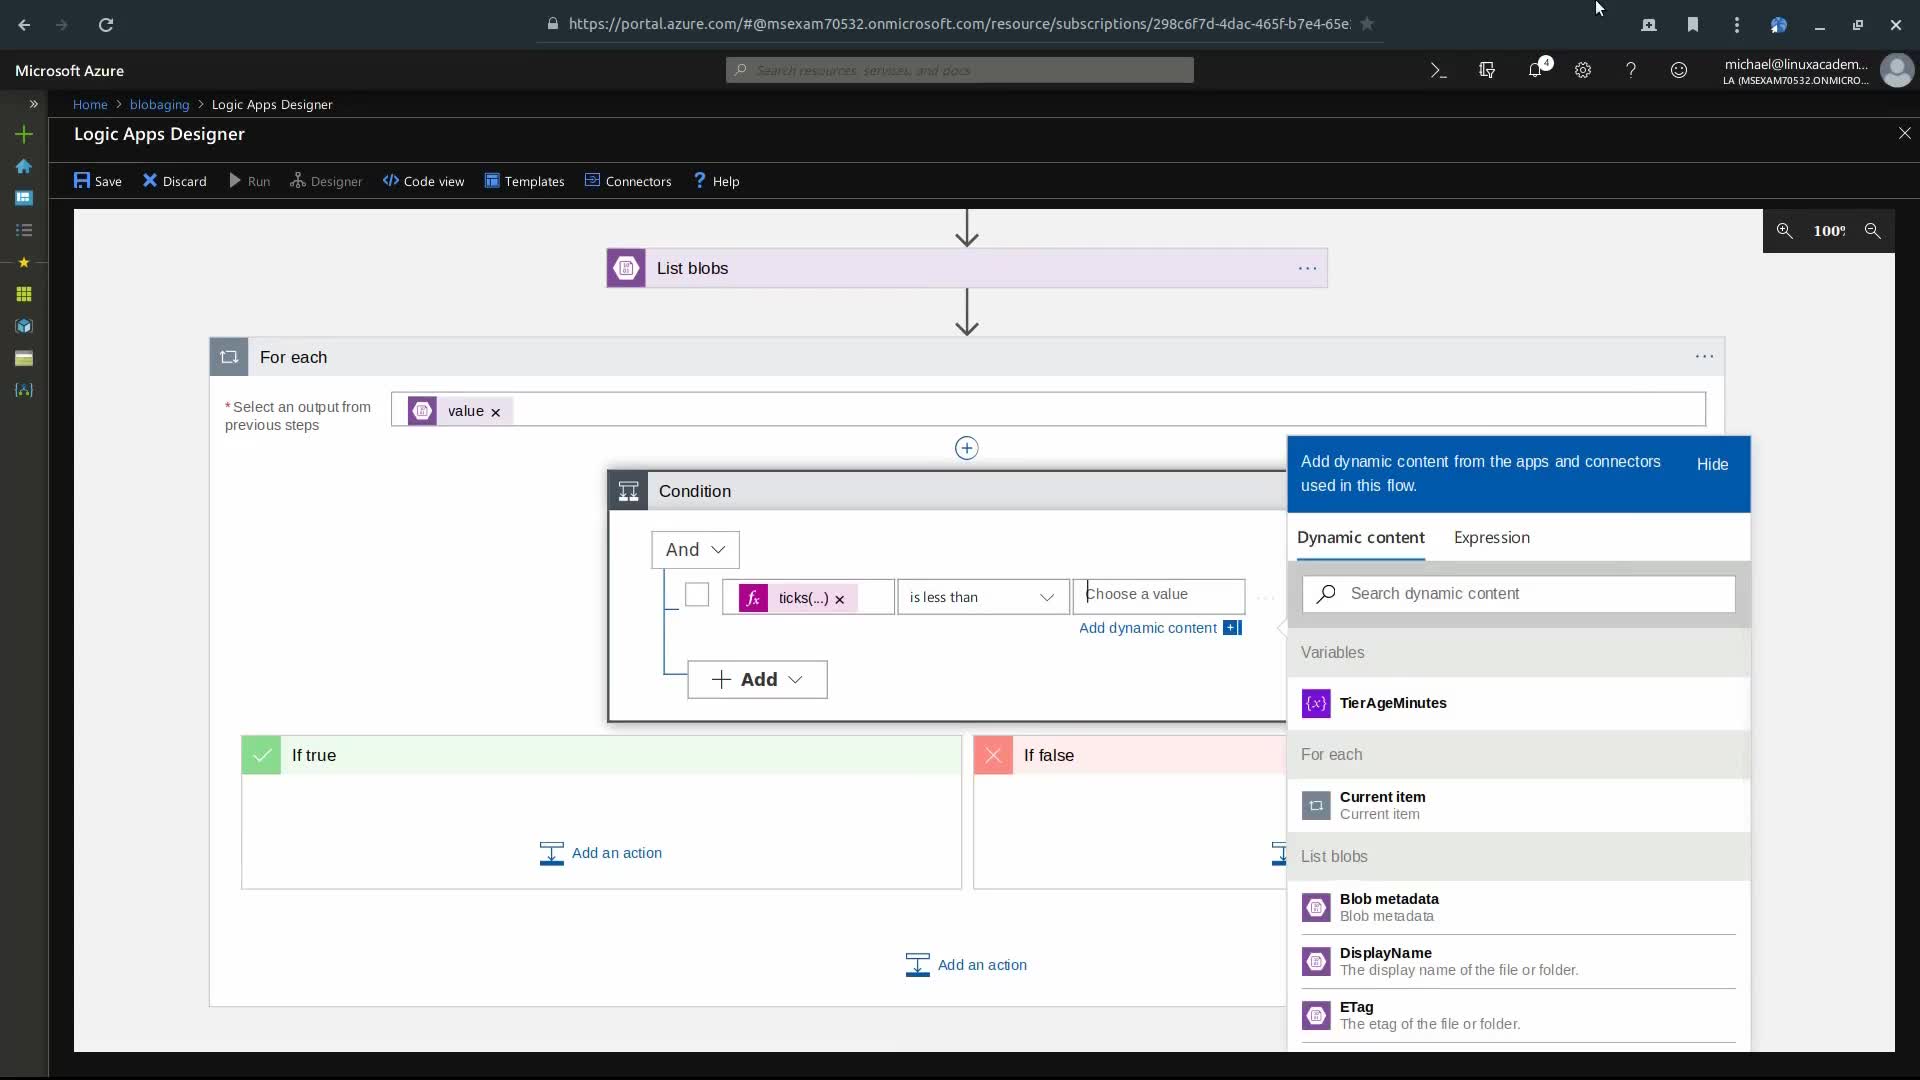 https://portal.azure.com/#@msexam70532.onmicrosoft.com/resource/subscriptions/298c6f7d-4dac-465f-b7e4-65e
Microsoft Azure
Search resources, services, and docs
4
michael@linuxacadem...
LA (MSEXAM70532.ONMICRO...
Home > blobaging > Logic Apps Designer
Logic Apps Designer
Save Discard Run Designer Code view Templates Connectors Help
100%
List blobs
For each
* Select an output from previous steps
value
Add dynamic content from the apps and connectors used in this flow.
Hide
Condition
And
Dynamic content Expression
ticks(...)
is less than
Choose a value
Search dynamic content
Add dynamic content
Variables
Add
TierAgeMinutes
If true
If false
For each
Current item
Current item
Add an action
List blobs
Blob metadata
Blob metadata
DisplayName
The display name of the file or folder.
Add an action
ETag
The etag of the file or folder.